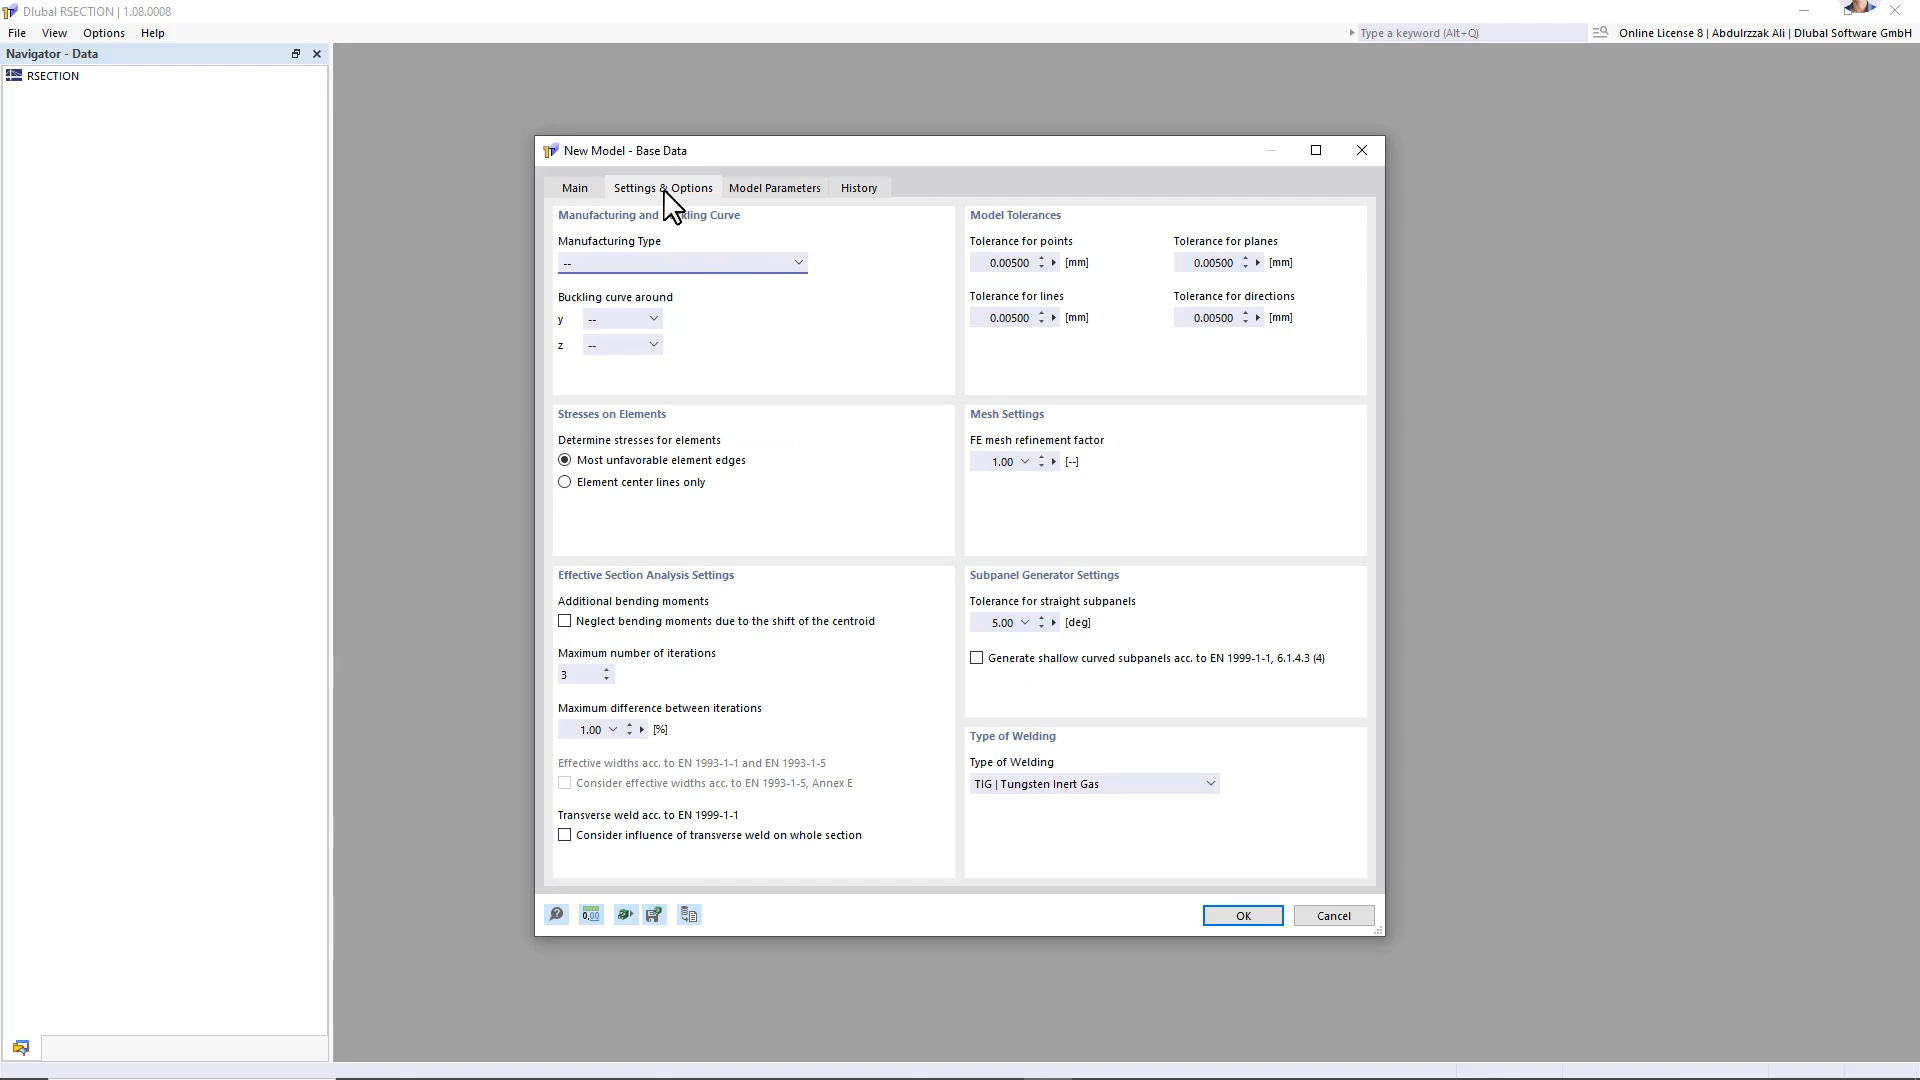 Dlubal RSECTION | 1.08.0008
File View Options Help
Type a keyword (Alt+Q)
Online License 8 | Abdulrzzak Ali | Dlubal Software GmbH
Navigator - Data
RSECTION
New Model - Base Data
Main Settings & Options Model Parameters History
Manufacturing and kling Curve
Manufacturing Type
--
Buckling curve around
y --
z --
Model Tolerances
Tolerance for points Tolerance for planes
0.00500 [mm] 0.00500 [mm]
Tolerance for lines Tolerance for directions
0.00500 [mm] 0.00500 [mm]
Stresses on Elements
Determine stresses for elements
Most unfavorable element edges
Element center lines only
Mesh Settings
FE mesh refinement factor
1.00 [--]
Effective Section Analysis Settings
Additional bending moments
Neglect bending moments due to the shift of the centroid
Maximum number of iterations
3
Maximum difference between iterations
1.00 [%]
Effective widths acc. to EN 1993-1-1 and EN 1993-1-5
Consider effective widths acc. to EN 1993-1-5, Annex E
Transverse weld acc. to EN 1999-1-1
Consider influence of transverse weld on whole section
Subpanel Generator Settings
Tolerance for straight subpanels
5.00 [deg]
Generate shallow curved subpanels acc. to EN 1999-1-1, 6.1.4.3 (4)
Type of Welding
Type of Welding
TIG | Tungsten Inert Gas
0,00
OK Cancel